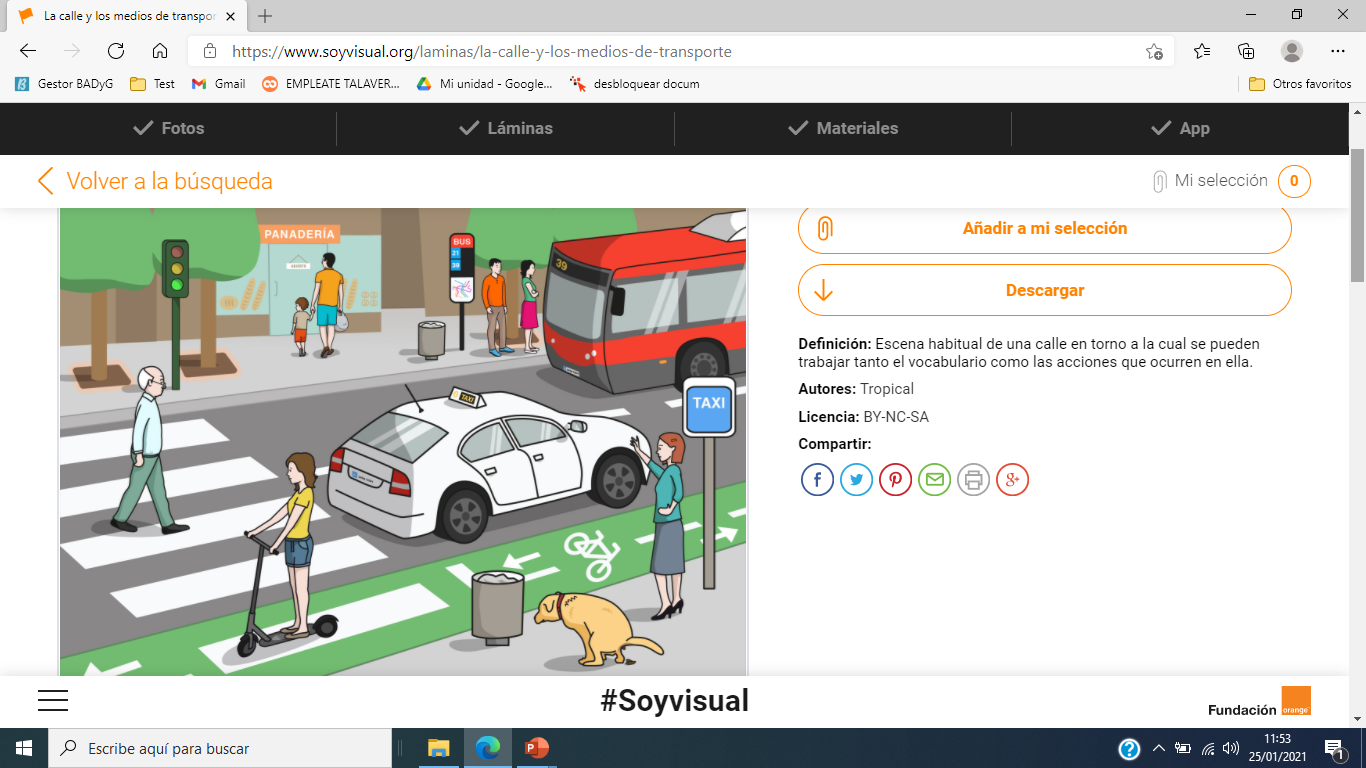 La calle y los medios de transpor
https://www.soyvisual.org/laminas/la-calle-y-los-medios-de-transporte
Gestor BADyG
Test
Gmail
EMPLEATE TALAVER...
Mi unidad - Google...
desbloquear docum
Otros favoritos
Fotos
Láminas
Materiales
App
Volver a la búsqueda
Mi selección
0
PANADERÍA
ABIERTO
BUS
21
39
39
TAXI
TAXI
Añadir a mi selección
Descargar
Definición: Escena habitual de una calle en torno a la cual se pueden
trabajar tanto el vocabulario como las acciones que ocurren en ella.
Autores: Tropical
Licencia: BY-NC-SA
Compartir:
#Soyvisual
Fundación
orange
Escribe aquí para buscar
11:53
25/01/2021
1